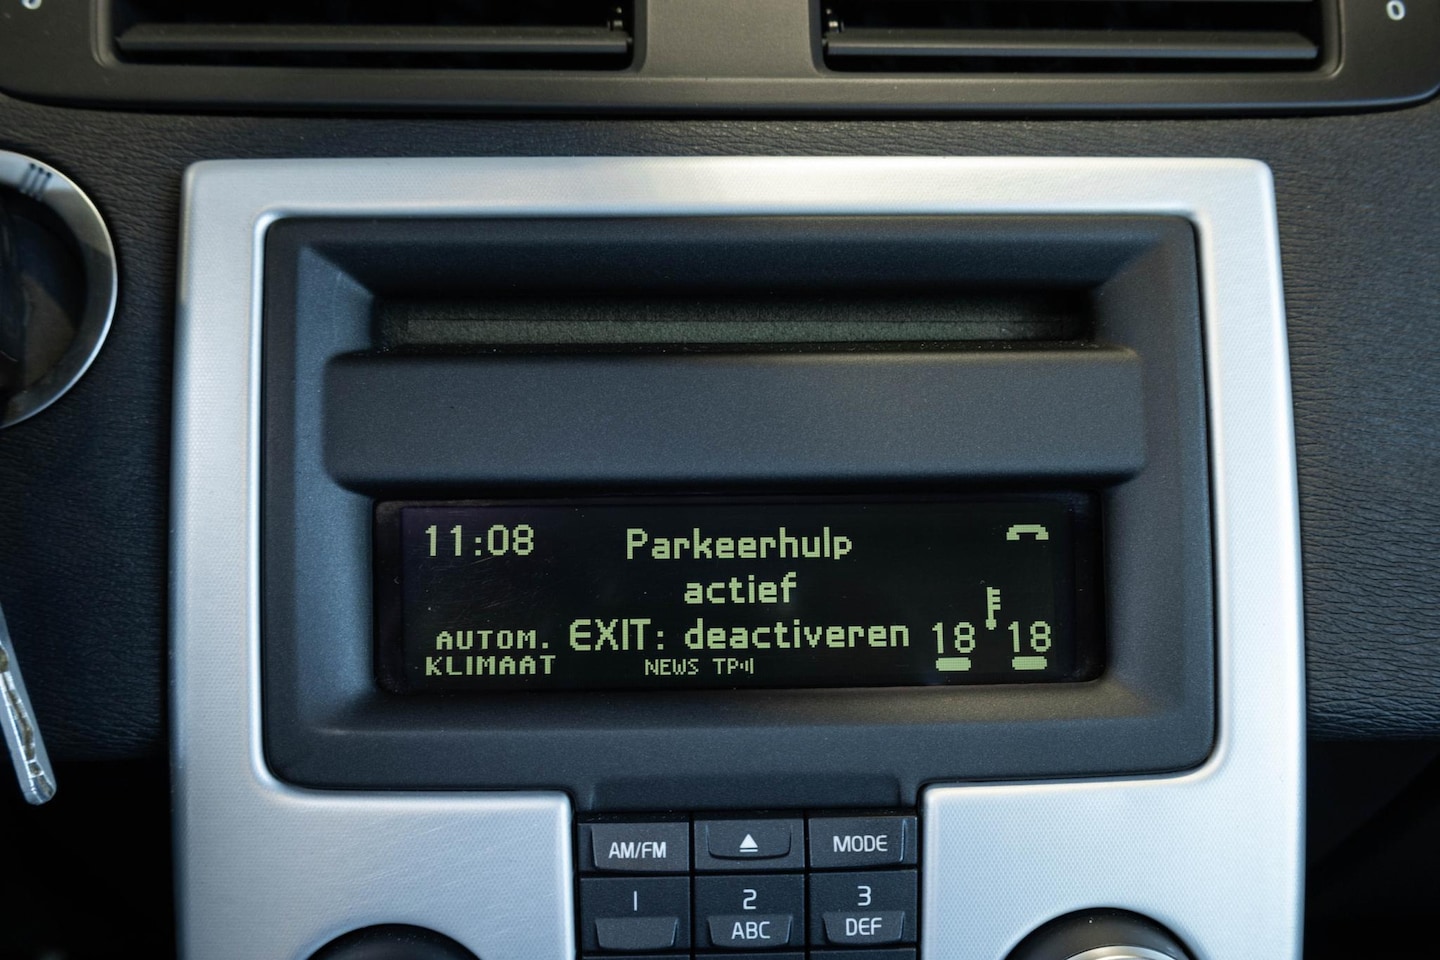 0
11:08
Parkeerhulp
actief
EXIT: deactiveren
AUTOM.
KLIMAAT
NEWS TP
18 18
AM/FM
MODE
1
2
3
ABC
DEF